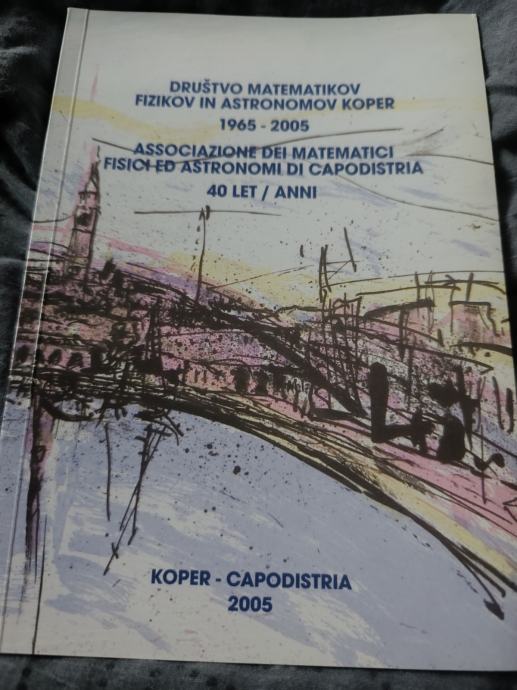 DRUŠTVO MATEMATIKOV
FIZIKOV IN ASTRONOMOV KOPER
1965 - 2005
ASSOCIAZIONE DEI MATEMATICI
FISICI ED ASTRONOMI DI CAPODISTRIA
40 LET / ANNI
KOPER - CAPODISTRIA
2005